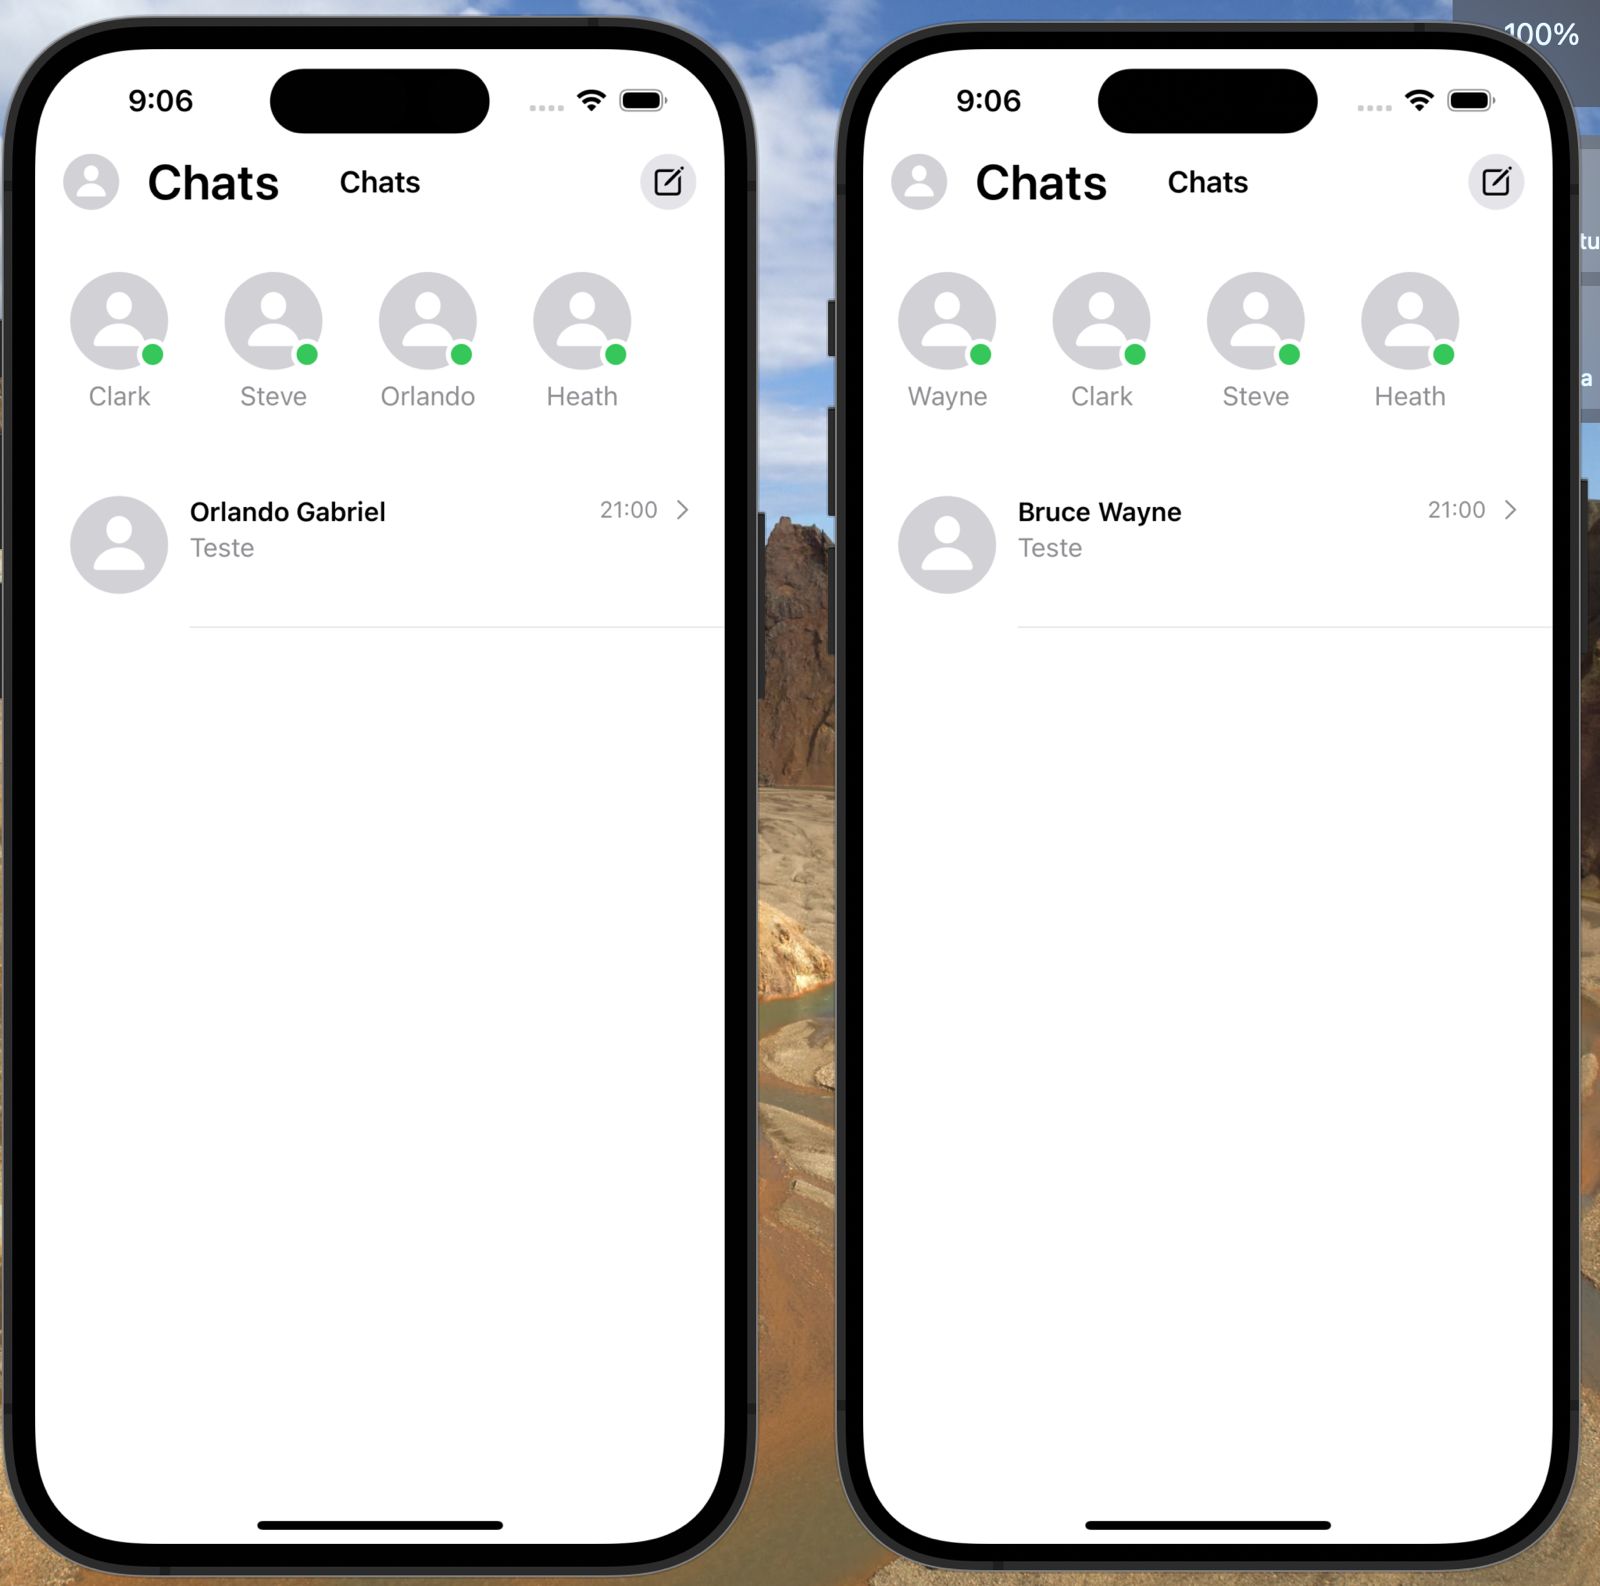 100%
9:06
Chats
Chats
Clark
Steve
Orlando
Heath
Orlando Gabriel
21:00
Teste
9:06
Chats
Chats
Wayne
Clark
Steve
Heath
Bruce Wayne
21:00
Teste
tu
a